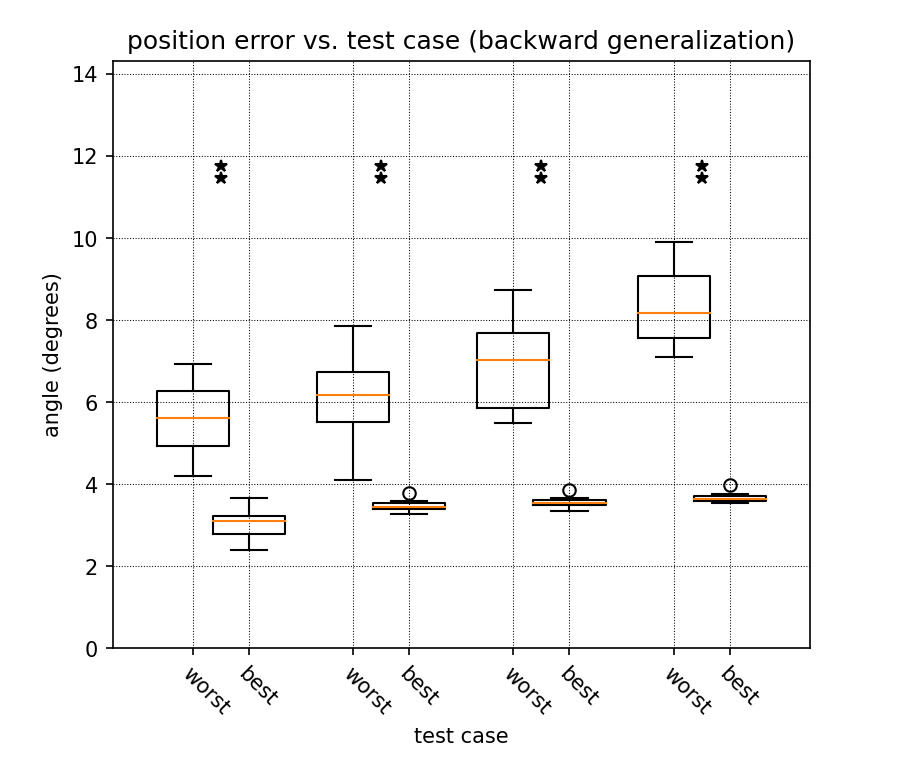 position error vs. test case (backward generalization)
14
12
10
8
6
4
2
0
angle (degrees)
worst best worst best worst best worst best
test case